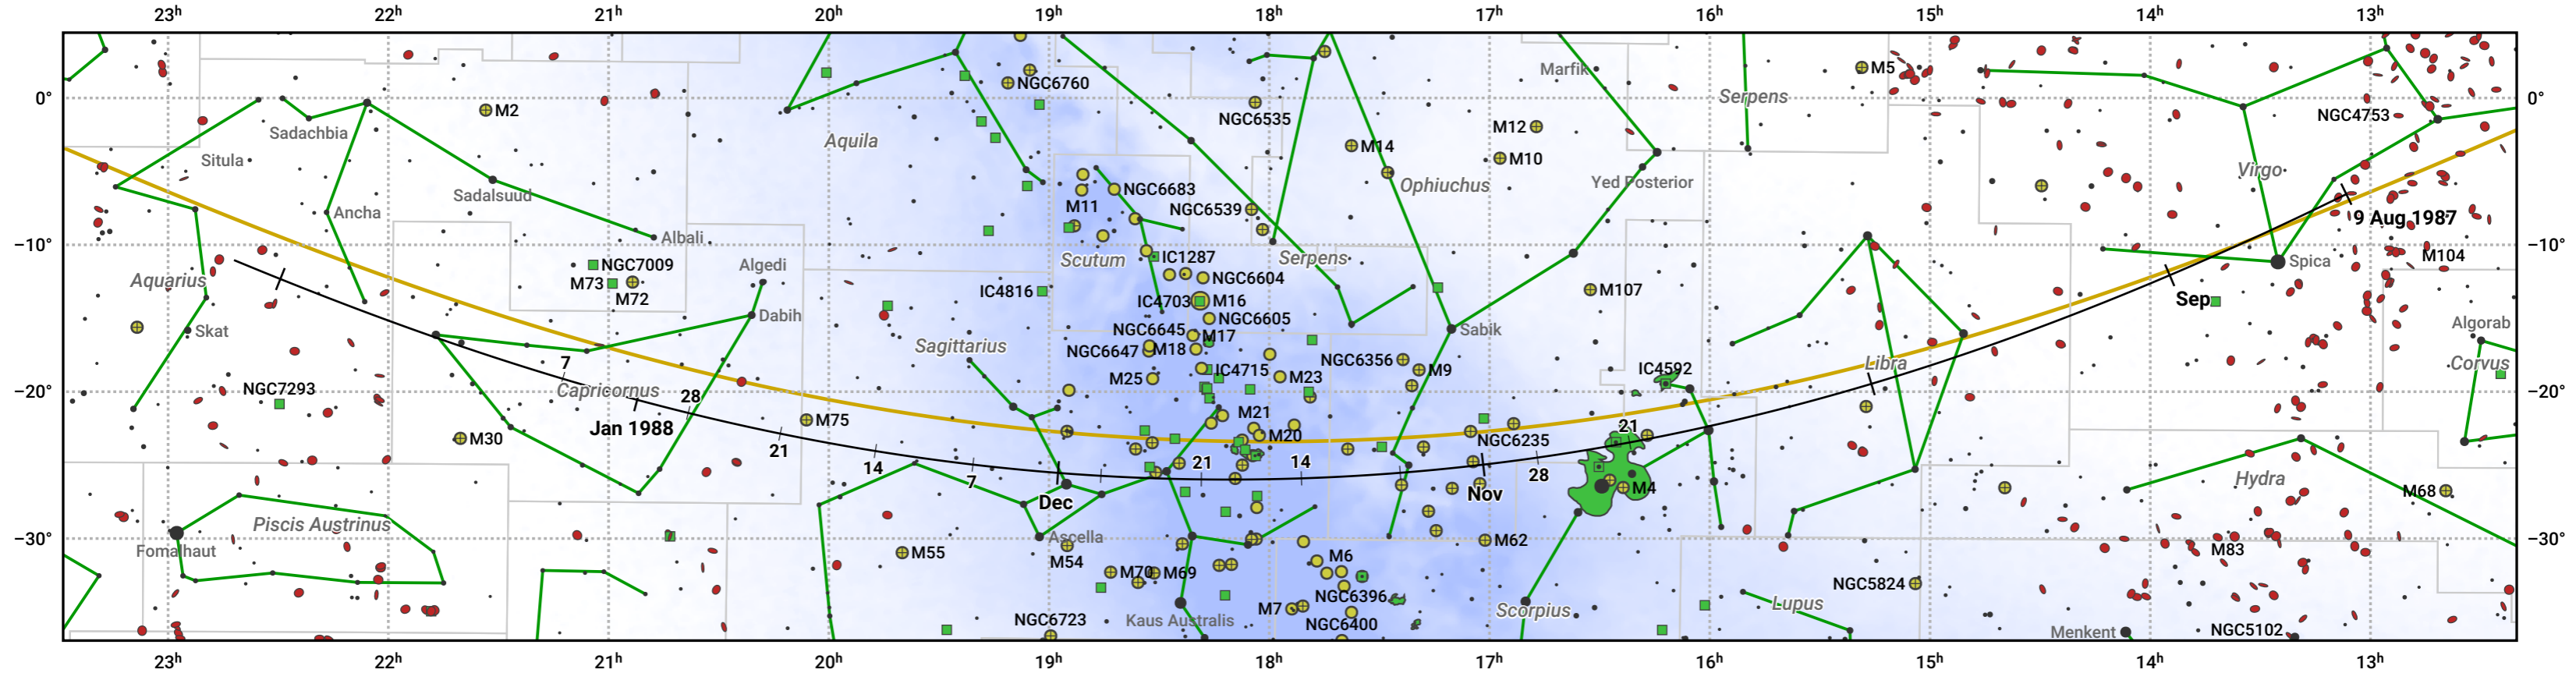 23h 22h 21h 20h 19h 18h 17h 16h 15h 14h 13h
Marfik
M5
NGC6760
0° 0°
M2
Serpens
NGC6535
NGC4753
Sadachbia
M12
Aquila
M14
M10
Situla
Virgo
Yed Posterior
Ophiuchus
NGC6683
Sadalsuud
M11
NGC6539
Ancha
9 Aug 1987
Albali
−10° −10°
M104
IC1287
Serpens
Scutum
Spica
NGC7009
Algedi
Aquarius
NGC6604
M73
IC4816
M107
M72
Sep
IC4703 M16
Dabih
NGC6605
Algorab
Skat
NGC6645
Sabik
M17
Sagittarius
NGC6647 M18
NGC6356
7
Libra
Corvus
IC4592
IC4715
M9
M25
M23
NGC7293
Capricornus
−20° −20°
28
M21
M75
Jan 1988
21
M20
NGC6235
M30
21
14
21
14
28
Hydra
7
M4
M68
Nov
Dec
Piscis Austrinus
Ascella
−30° −30°
M62
Fomalhaut
M55
M83
M6
M54
M70 M69
NGC5824
NGC6396
Lupus
M7
Scorpius
NGC6723
Kaus Australis
NGC6400
NGC5102
Menkent
23h 22h 21h 20h 19h 18h 17h 16h 15h 14h 13h